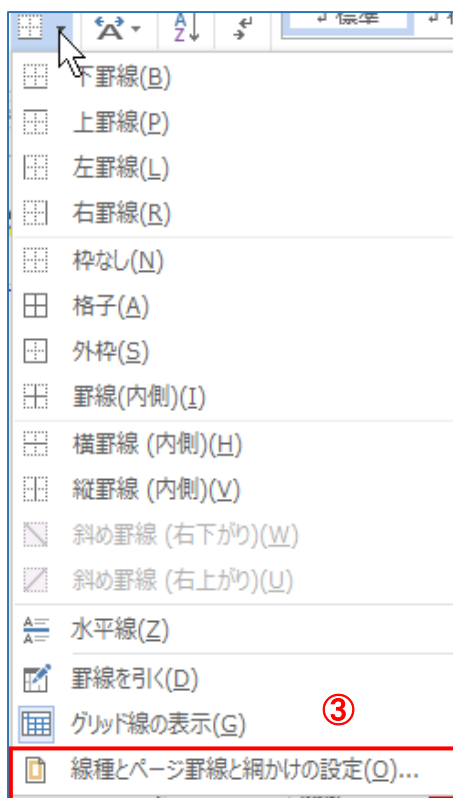 A
Z
標準
下罫線(B)
上罫線(P)
左罫線(L)
右罫線(R)
枠なし(N)
格子(A)
外枠(S)
罫線(内側)(I)
横罫線 (内側)(H)
縦罫線 (内側)(V)
斜め罫線 (右下がり)(W)
斜め罫線 (右上がり)(U)
水平線(Z)
罫線を引く(D)
グリッド線の表示(G)
③
線種とページ罫線と網かけの設定(O)...